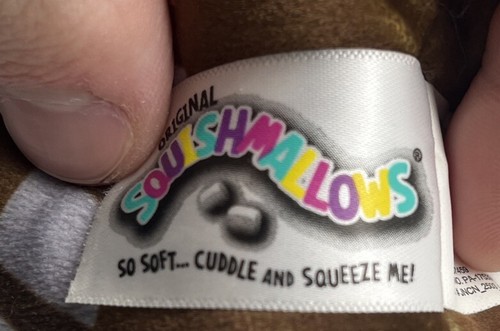 ORIGINAL
SQUISHMALLOWS®
SO SOFT... CUDDLE AND SQUEEZE ME!